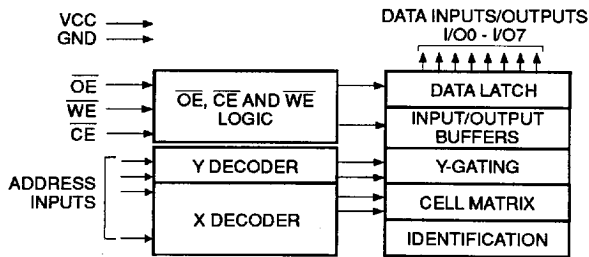 VCC
GND
DATA INPUTS/OUTPUTS
I/O0 - I/O7
OE
WE
CE
OE, CE AND WE
LOGIC
DATA LATCH
INPUT/OUTPUT
BUFFERS
ADDRESS
INPUTS
Y DECODER
Y-GATING
X DECODER
CELL MATRIX
IDENTIFICATION